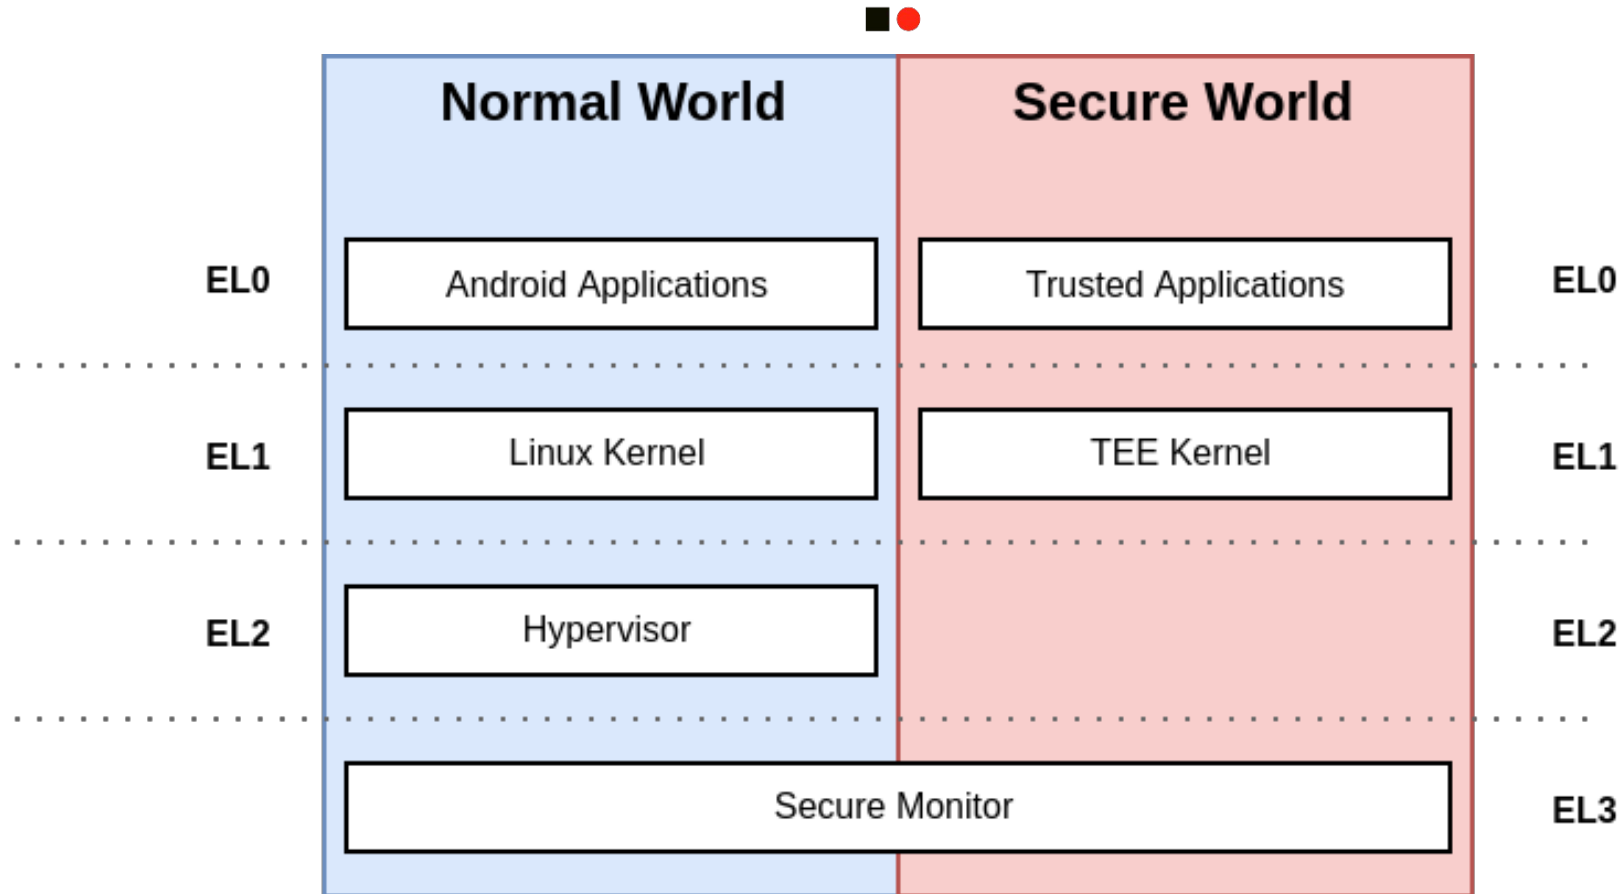 Normal World Secure World
EL0 Android Applications Trusted Applications EL0
EL1 Linux Kernel TEE Kernel EL1
EL2 Hypervisor EL2
Secure Monitor EL3